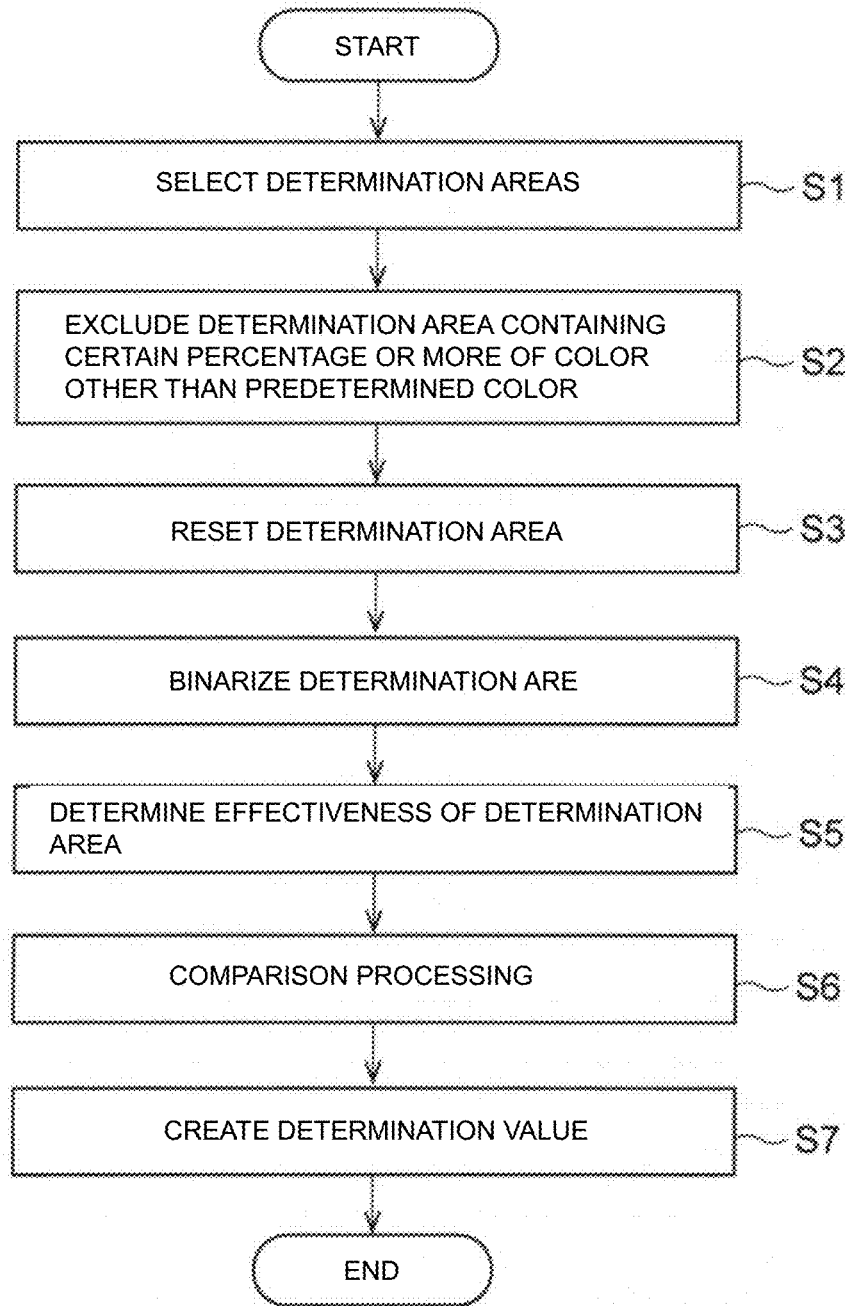 START
SELECT DETERMINATION AREAS
S1
EXCLUDE DETERMINATION AREA CONTAINING
CERTAIN PERCENTAGE OR MORE OF COLOR
OTHER THAN PREDETERMINED COLOR
S2
RESET DETERMINATION AREA
S3
BINARIZE DETERMINATION ARE
S4
DETERMINE EFFECTIVENESS OF DETERMINATION
AREA
S5
COMPARISON PROCESSING
S6
CREATE DETERMINATION VALUE
S7
END